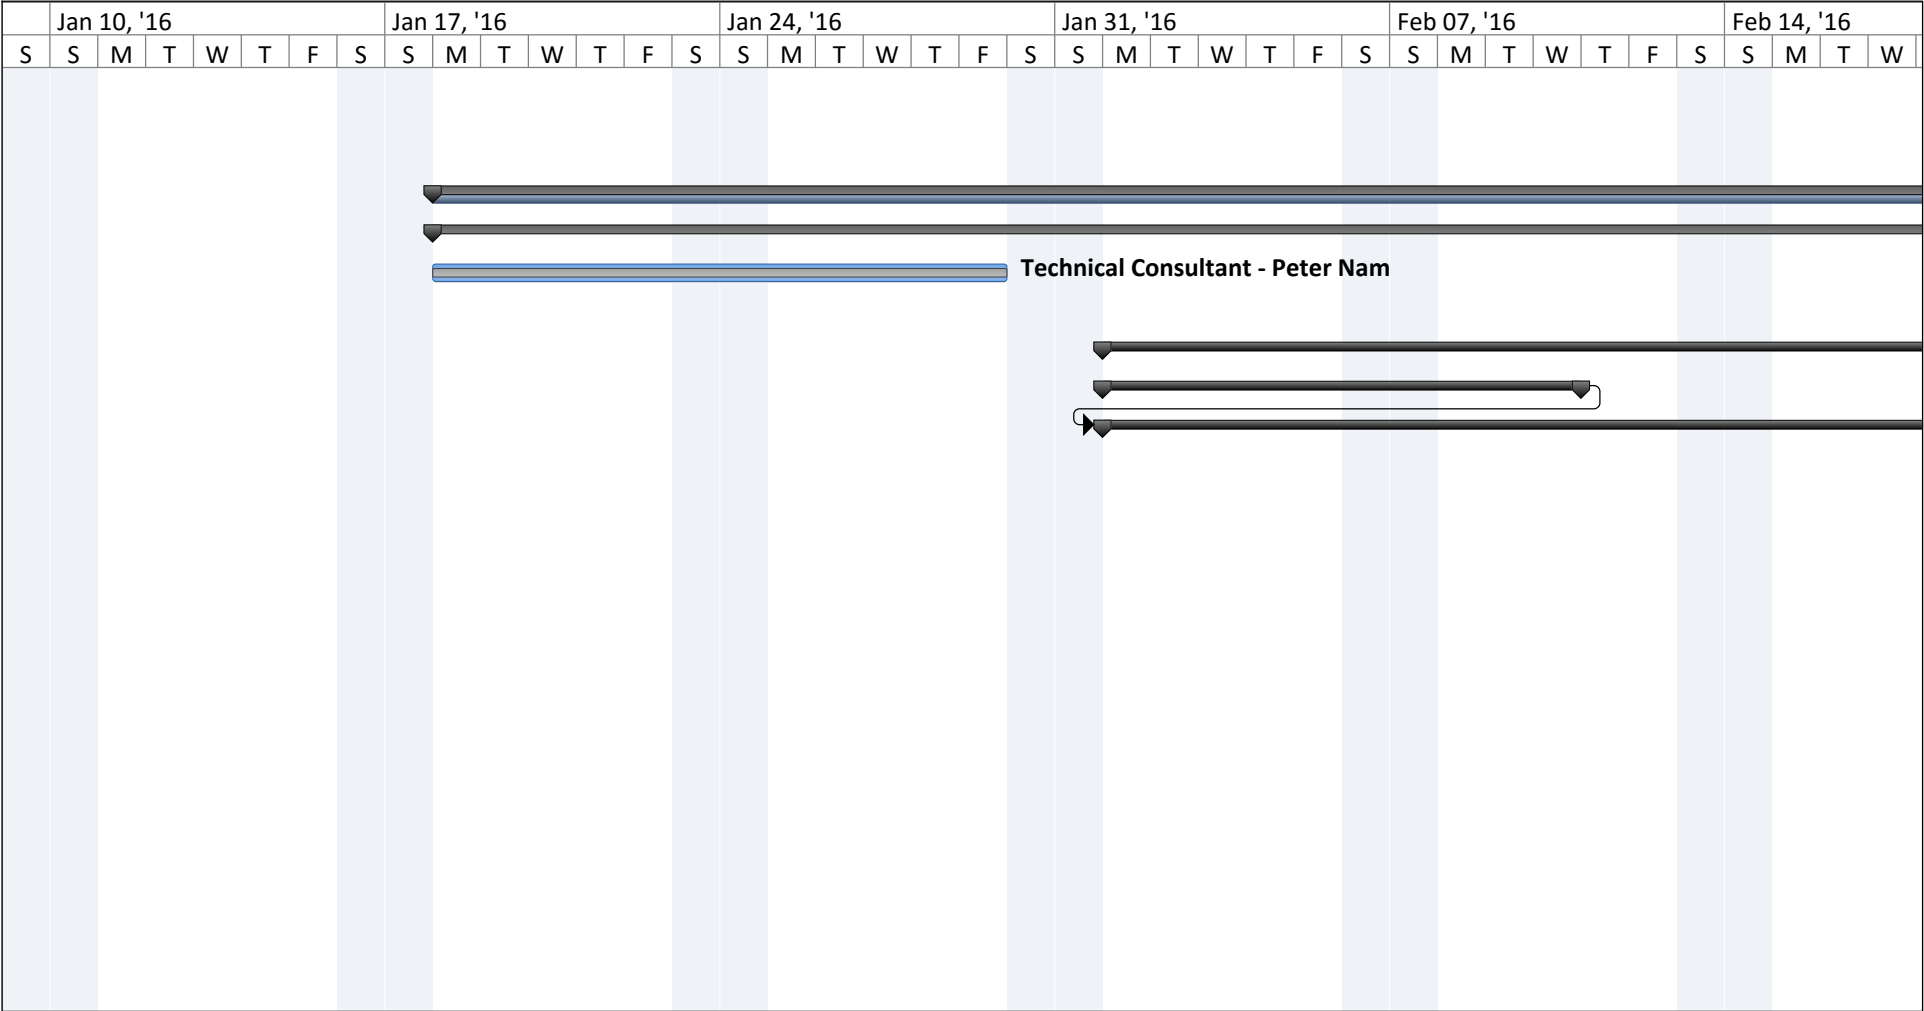 Jan 10, '16 Jan 17, '16 Jan 24, '16 Jan 31, '16 Feb 07, '16 Feb 14, '16
S S M T W T F S S M T W T F S S M T W T F S S M T W T F S S M T W T F S S M T W
Technical Consultant - Peter Nam